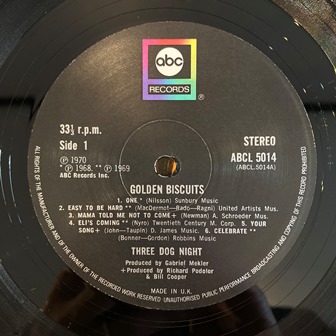 abc
RECORDS
®
33⅓ r.p.m.
Side 1
STEREO
ABCL 5014
(ABCL.5014A)
Ⓟ 1970
*Ⓟ 1968. **Ⓟ 1969
ABC Records Inc.
GOLDEN BISCUITS
1. ONE.* (Nilsson) Sunbury Music
2. EASY TO BE HARD** (MacDermot—Rado—Ragni) United Artists Mus.
3. MAMA TOLD ME NOT TO COME+ (Newman) A. Schroeder Mus.
4. ELI'S COMING** (Nyro) Twentieth Century M. Corp. 5. YOUR
SONG+ (John—Taupin) D. James Music. 6. CELEBRATE**
(Bonner—Gordon) Robbins Music
THREE DOG NIGHT
Produced by Gabriel Mekler
+Produced by Richard Podolor
& Bill Cooper
MADE IN U.K.
ALL RIGHTS OF THE MANUFACTURER AND OF THE OWNER OF THE RECORDED WORK RESERVED UNAUTHORISED PUBLIC PERFORMANCE BROADCASTING AND COPYING OF THIS RECORD PROHIBITED